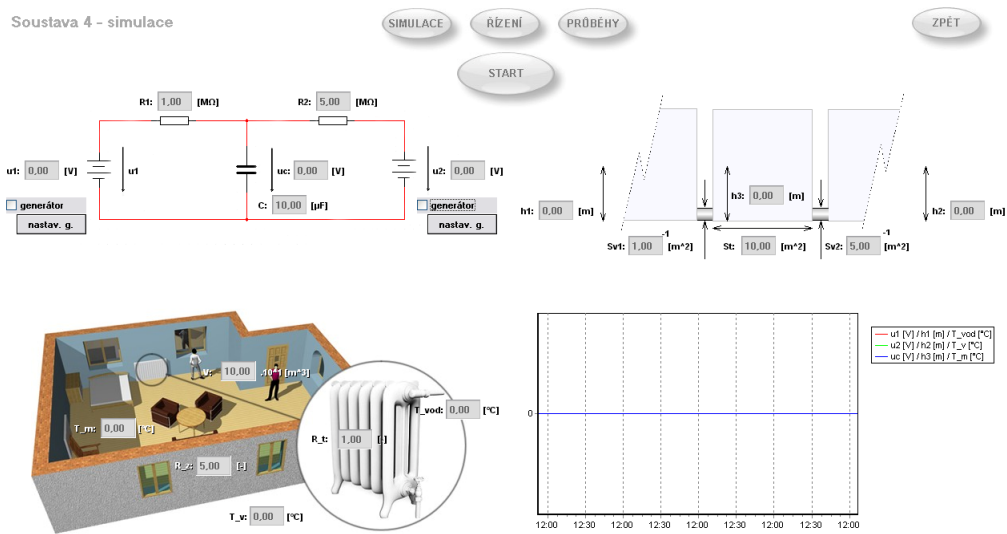 Soustava 4 - simulace
SIMULACE
ŘÍZENÍ
PRŮBĚHY
ZPĚT
START
R1: 1,00 [MΩ]
R2: 5,00 [MΩ]
u1: 0,00 [V]
u1
uc: 0,00 [V]
u2: 0,00 [V]
C: 10,00 [µF]
generátor
nastav. g.
generátor
nastav. g.
h1: 0,00 [m]
h3: 0,00 [m]
h2: 0,00 [m]
Sv1: 1,00 [m^2]
-1
St: 10,00 [m^2]
Sv2: 5,00 [m^2]
-1
V: 10,00 [m^3]
T_m: 0,00 [°C]
R_z: 5,00 [-]
T_v: 0,00 [°C]
T_vod: 0,00 [°C]
R_t: 1,00 [-]
0
12:00 12:30 12:00 12:30 12:00 12:30 12:00 12:30 12:00
u1 [V] / h1 [m] / T_vod [°C]
u2 [V] / h2 [m] / T_v [°C]
uc [V] / h3 [m] / T_m [°C]